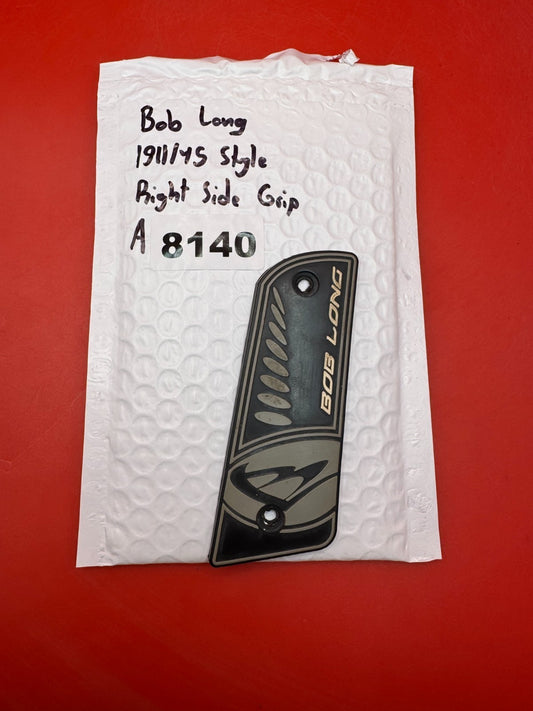 Bob Long
1911/45 Style
Right Side Grip
A 8140
BOB LONG